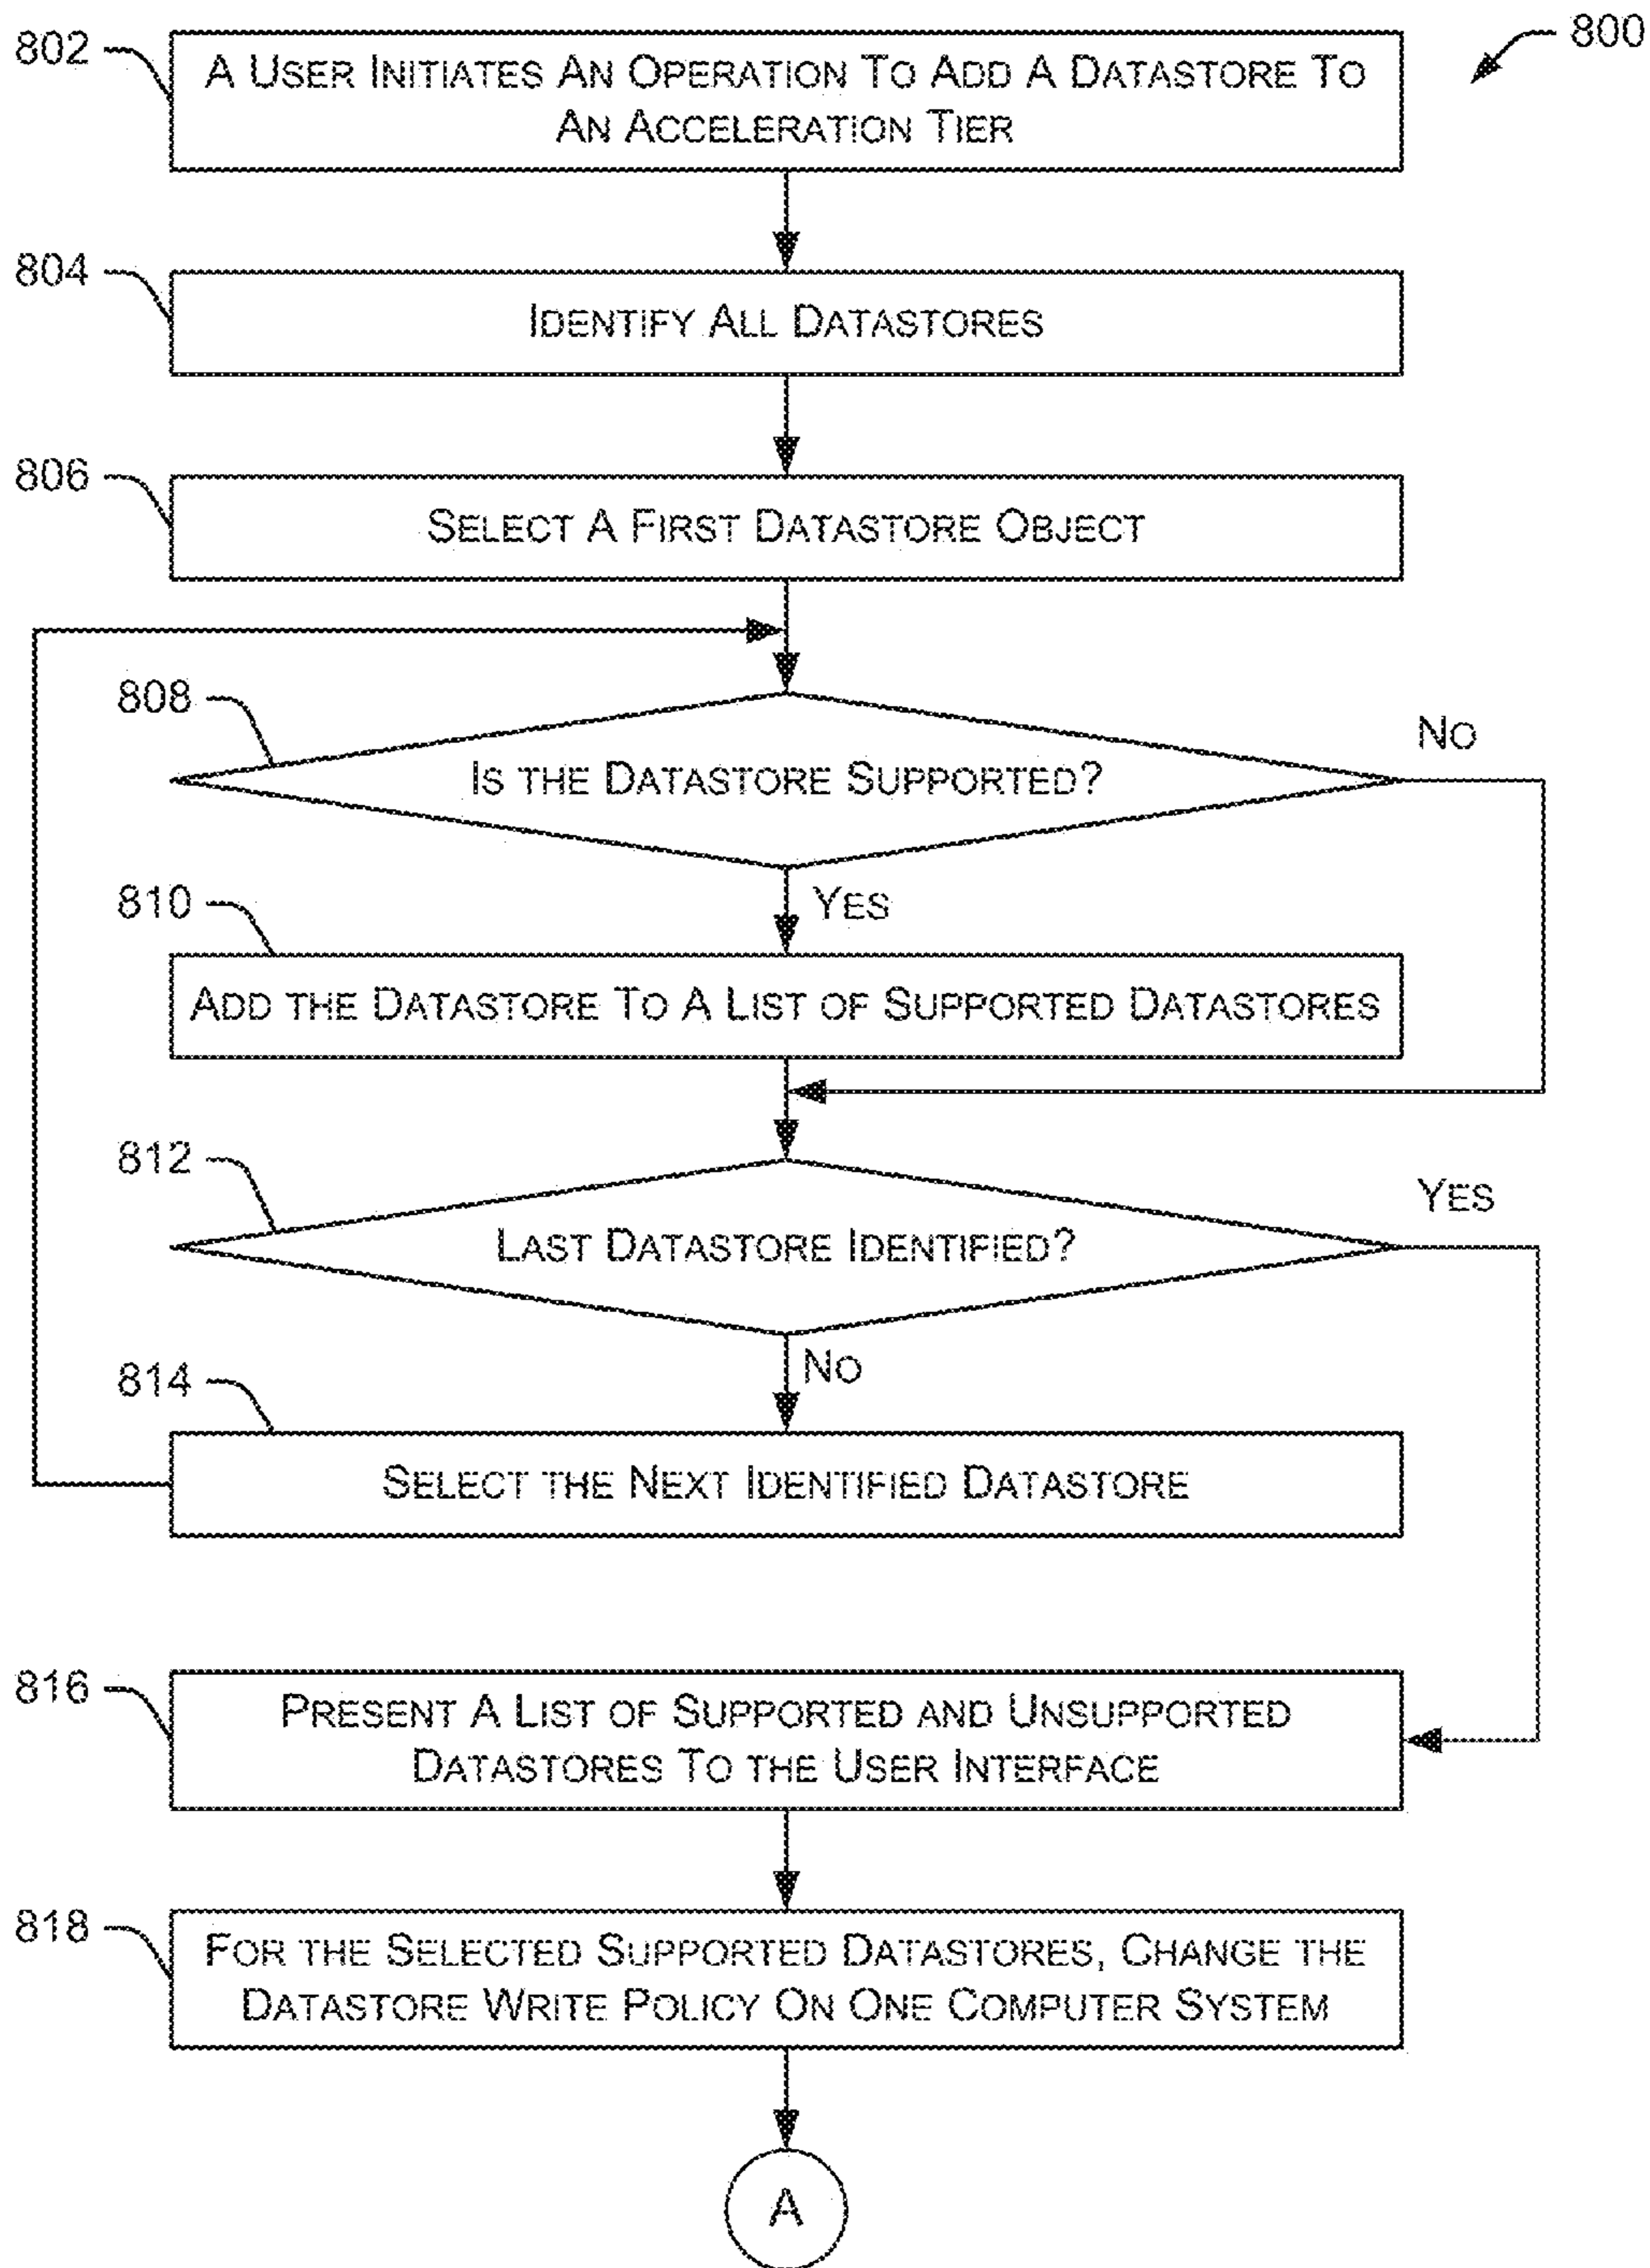 800
802
A USER INITIATES AN OPERATION TO ADD A DATASTORE TO
AN ACCELERATION TIER
804
IDENTIFY ALL DATASTORES
806
SELECT A FIRST DATASTORE OBJECT
808
IS THE DATASTORE SUPPORTED?
NO
YES
810
ADD THE DATASTORE TO A LIST OF SUPPORTED DATASTORES
812
LAST DATASTORE IDENTIFIED?
YES
NO
814
SELECT THE NEXT IDENTIFIED DATASTORE
816
PRESENT A LIST OF SUPPORTED AND UNSUPPORTED
DATASTORES TO THE USER INTERFACE
818
FOR THE SELECTED SUPPORTED DATASTORES, CHANGE THE
DATASTORE WRITE POLICY ON ONE COMPUTER SYSTEM
A